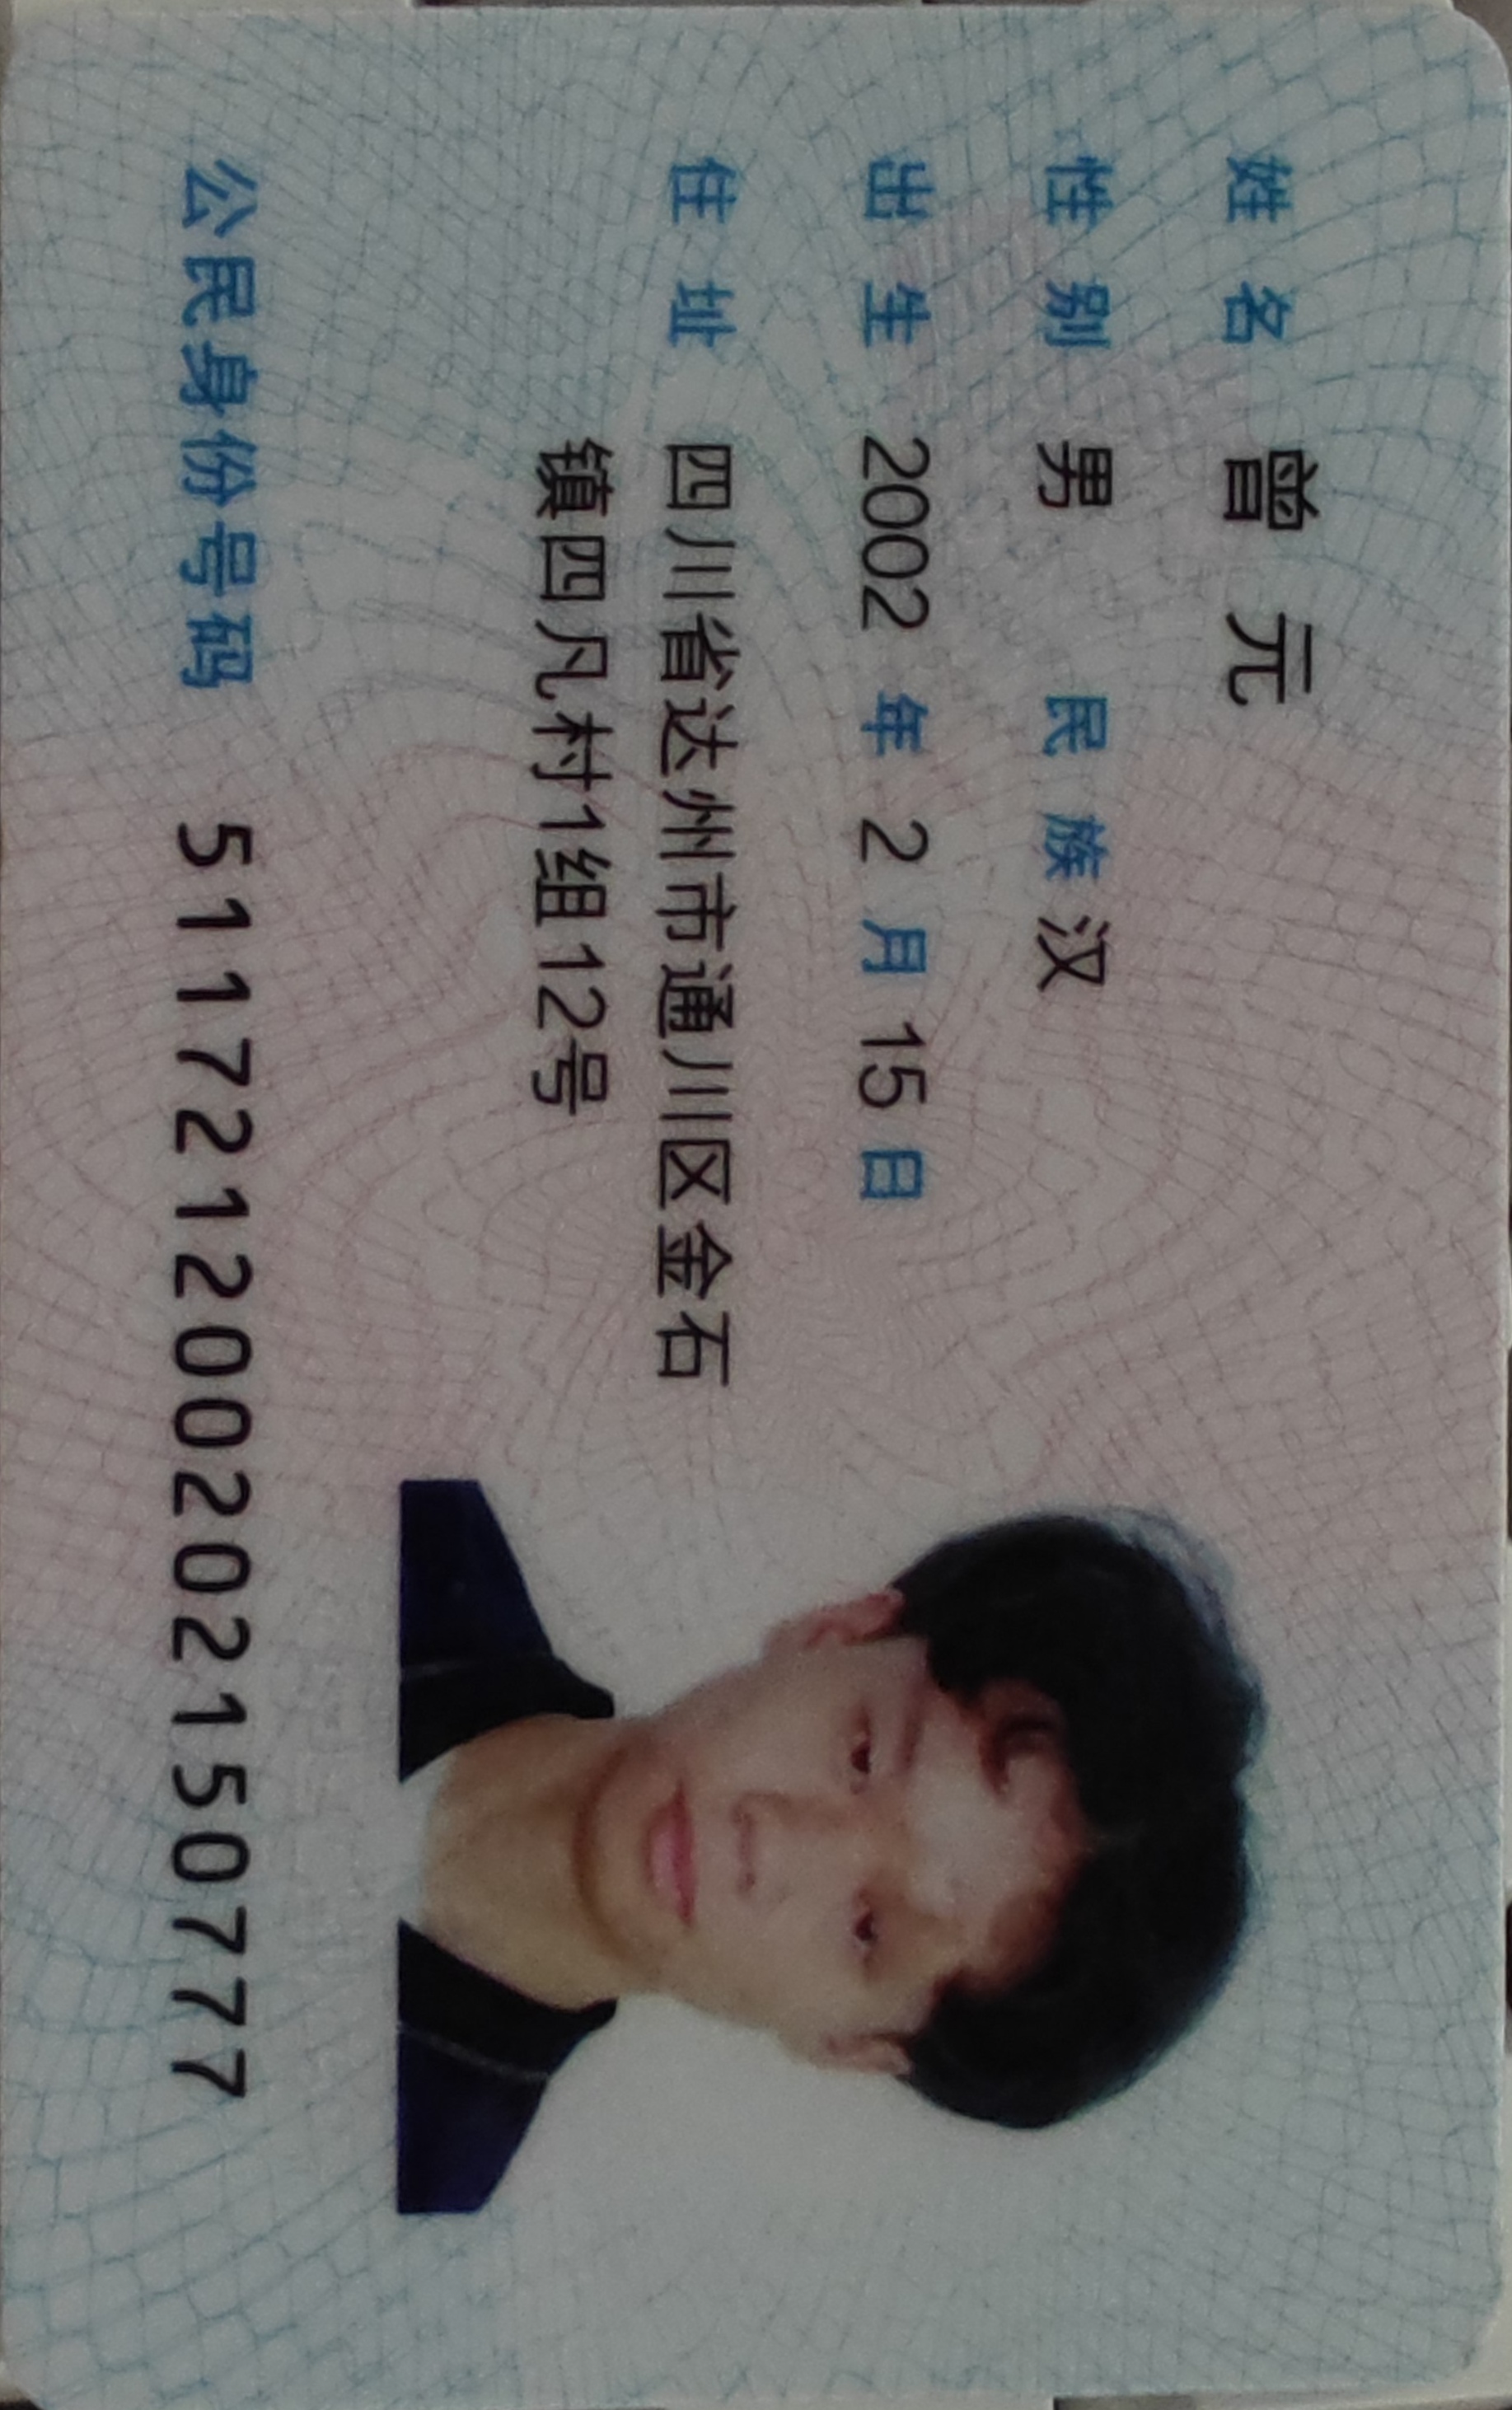 姓名 曾元
性别 男 民族 汉
出生 2002 年 2 月 15 日
住址 四川省达州市通川区金石
镇四凡村1组12号
公民身份号码 511721200202150777